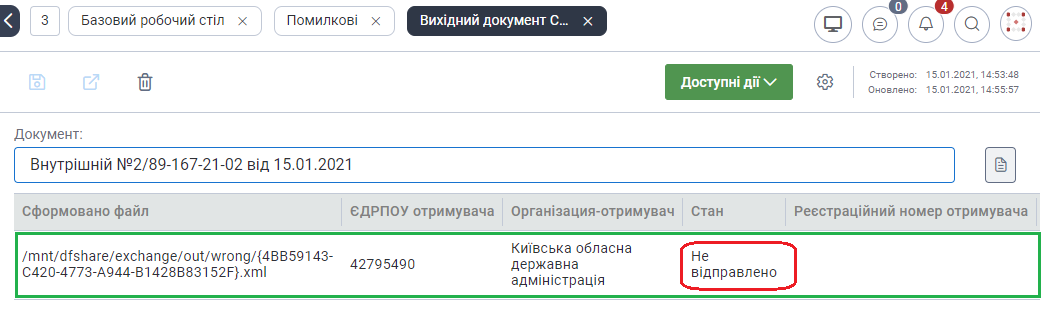 3
Базовий робочий стіл
Помилкові
Вихідний документ С...
0
4
Доступні дії
Створено: 15.01.2021, 14:53:48
Оновлено: 15.01.2021, 14:55:57
Документ:
Внутрішній №2/89-167-21-02 від 15.01.2021
Сформовано файл
ЄДРПОУ отримувача
Організація-отримувач
Стан
Реєстраційний номер отримувача
/mnt/dfshare/exchange/out/wrong/{4BB59143-
C420-4773-A944-B1428B83152F}.xml
42795490
Київська обласна
державна
адміністрація
Не
відправлено